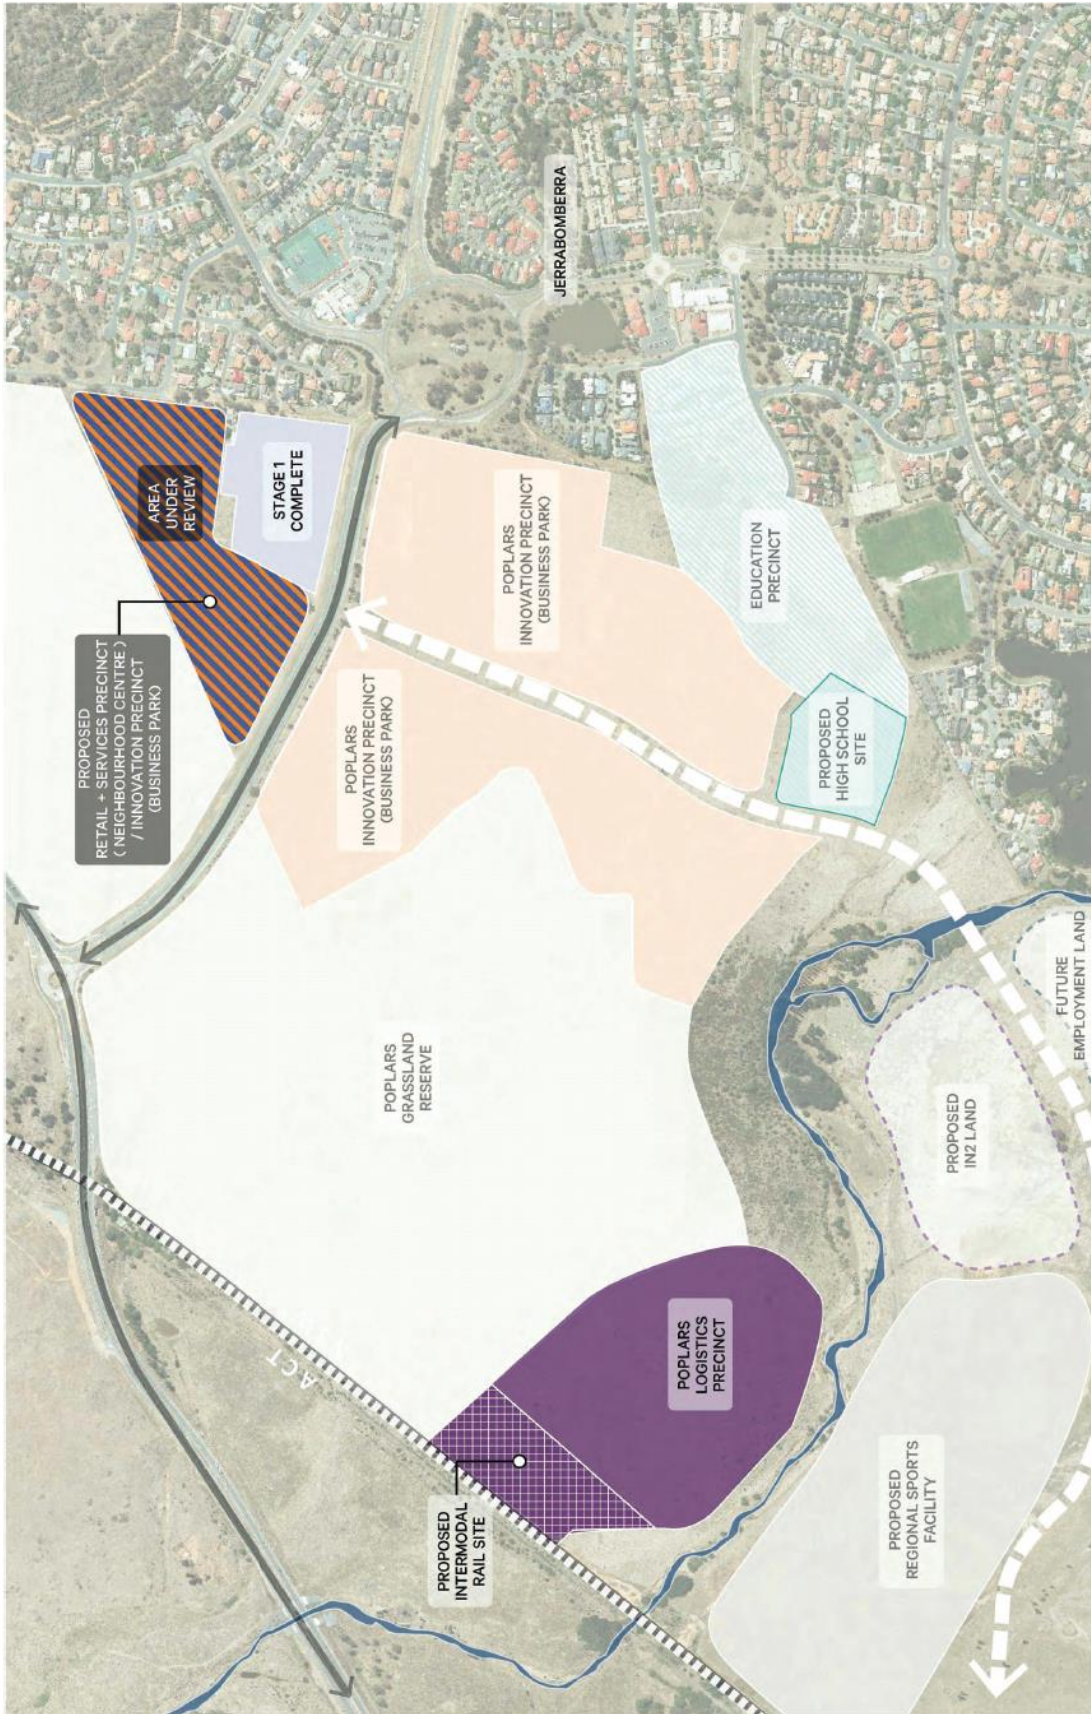 PROPOSED
RETAIL + SERVICES PRECINCT
( NEIGHBOURHOOD CENTRE )
/ INNOVATION PRECINCT
(BUSINESS PARK)
AREA
UNDER
REVIEW
STAGE 1
COMPLETE
ACT
POPLARS
INNOVATION PRECINCT
(BUSINESS PARK)
POPLARS
GRASSLAND
RESERVE
PROPOSED
INTERMODAL
RAIL SITE
POPLARS
INNOVATION PRECINCT
(BUSINESS PARK)
JERRABOMBERRA
POPLARS
LOGISTICS
PRECINCT
EDUCATION
PRECINCT
PROPOSED
HIGH SCHOOL
SITE
PROPOSED
REGIONAL SPORTS
FACILITY
PROPOSED
IN2 LAND
FUTURE
EMPLOYMENT LAND